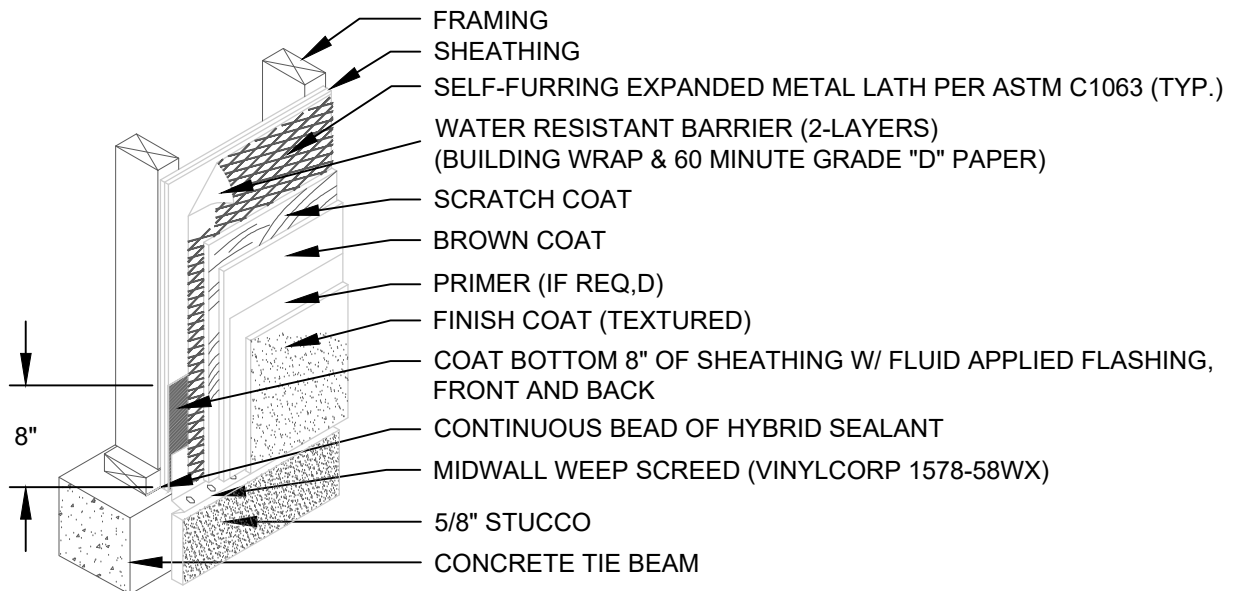 FRAMING
SHEATHING
SELF-FURRING EXPANDED METAL LATH PER ASTM C1063 (TYP.)
WATER RESISTANT BARRIER (2-LAYERS)
(BUILDING WRAP & 60 MINUTE GRADE "D" PAPER)
SCRATCH COAT
BROWN COAT
PRIMER (IF REQ,D)
FINISH COAT (TEXTURED)
COAT BOTTOM 8" OF SHEATHING W/ FLUID APPLIED FLASHING,
FRONT AND BACK
8"
CONTINUOUS BEAD OF HYBRID SEALANT
MIDWALL WEEP SCREED (VINYLCORP 1578-58WX)
5/8" STUCCO
CONCRETE TIE BEAM